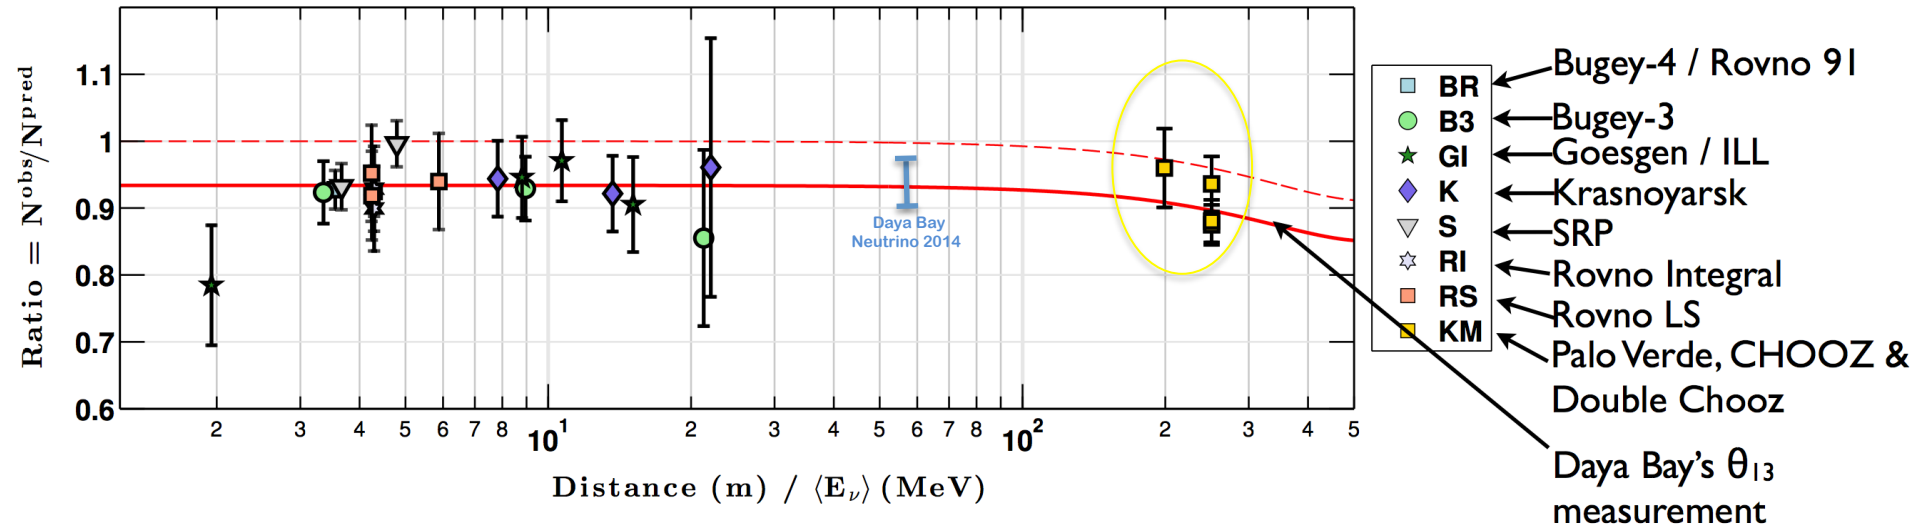 Ratio = N^obs/N^pred
1.1
1
0.9
0.8
0.7
0.6
2 3 4 5 6 7 8 10^1 2 3 4 5 6 7 8 10^2 2 3 4 5
Distance (m) / ⟨E_ν⟩ (MeV)
Daya Bay
Neutrino 2014
BR
B3
GI
K
S
RI
RS
KM
Bugey-4 / Rovno 91
Bugey-3
Goesgen / ILL
Krasnoyarsk
SRP
Rovno Integral
Rovno LS
Palo Verde, CHOOZ &
Double Chooz
Daya Bay's θ₁₃
measurement